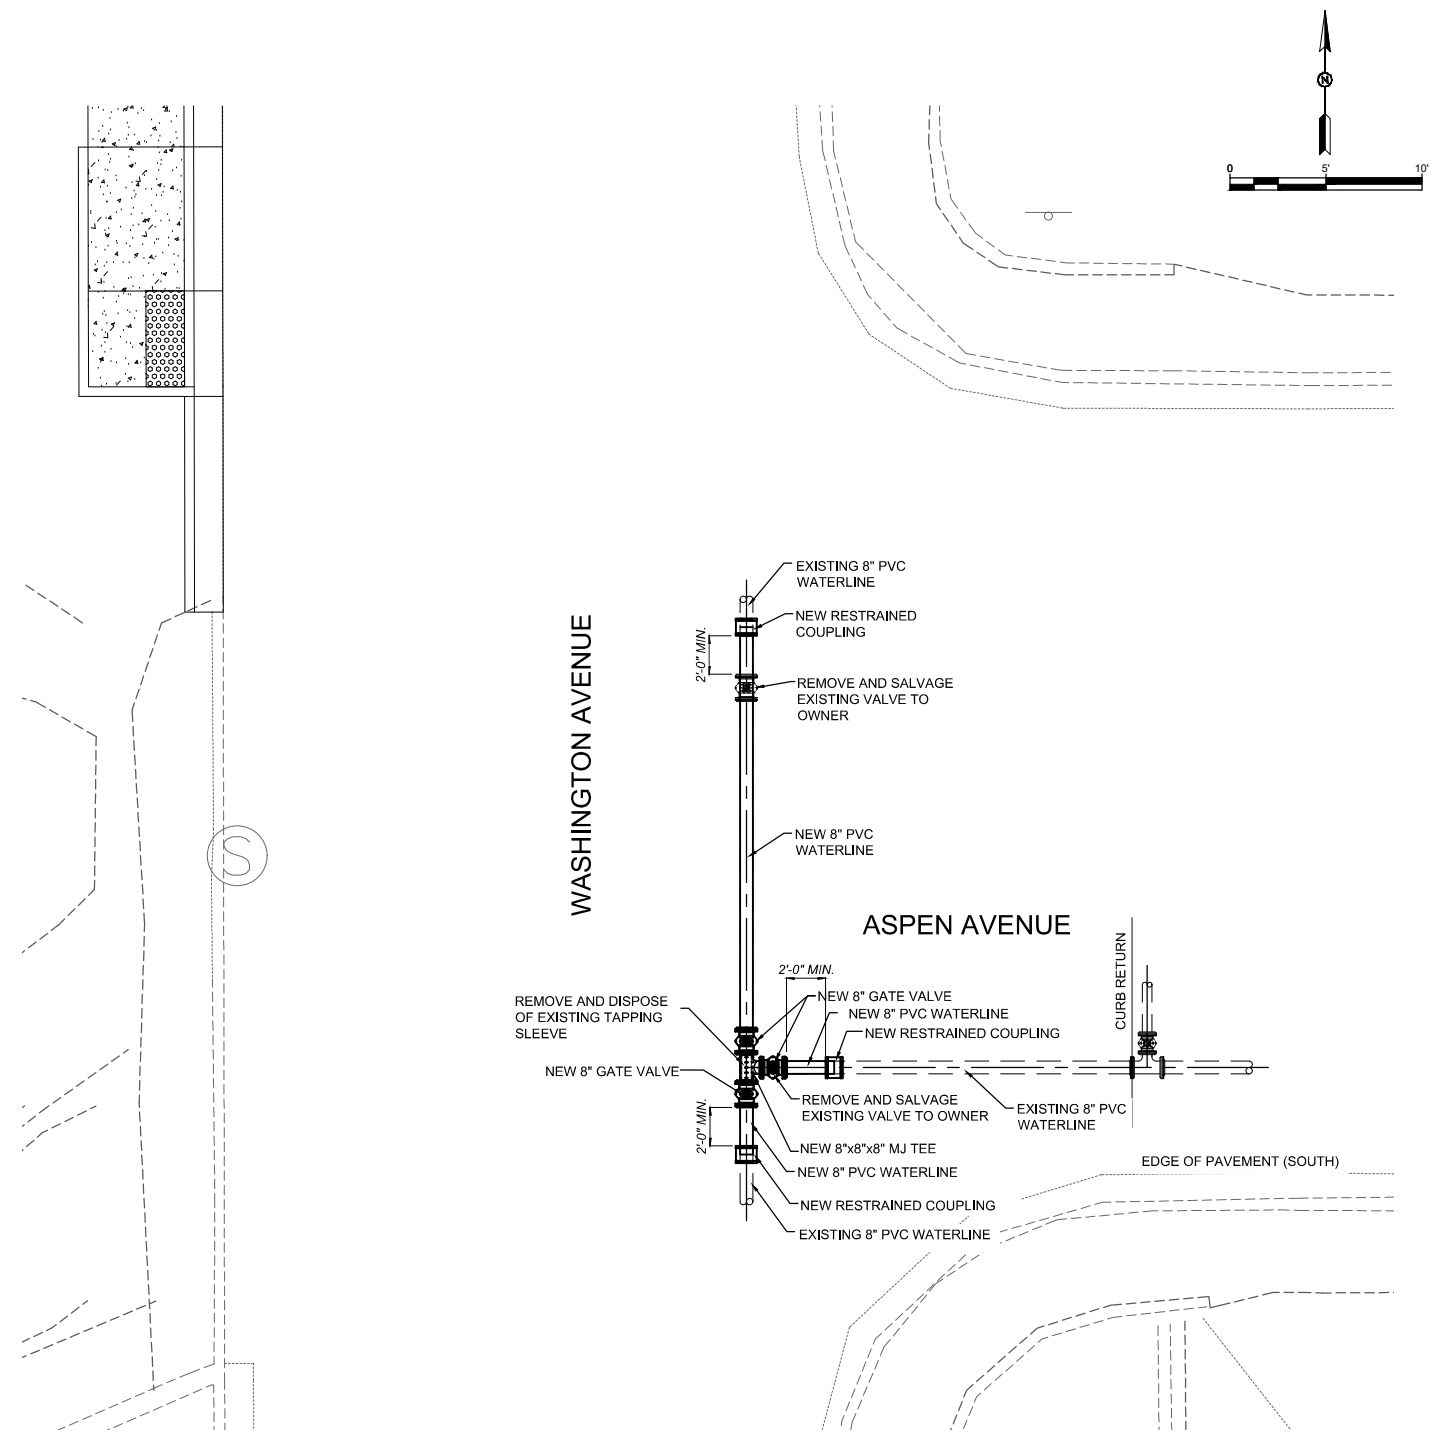 N
0 5' 10'
EXISTING 8" PVC
WATERLINE
NEW RESTRAINED
COUPLING
2'-0" MIN.
REMOVE AND SALVAGE
EXISTING VALVE TO
OWNER
WASHINGTON AVENUE
NEW 8" PVC
WATERLINE
S
ASPEN AVENUE
CURB RETURN
2'-0" MIN.
NEW 8" GATE VALVE
NEW 8" PVC WATERLINE
NEW RESTRAINED COUPLING
REMOVE AND DISPOSE
OF EXISTING TAPPING
SLEEVE
NEW 8" GATE VALVE
REMOVE AND SALVAGE
EXISTING VALVE TO OWNER
EXISTING 8" PVC
WATERLINE
2'-0" MIN.
NEW 8"x8"x8" MJ TEE
NEW 8" PVC WATERLINE
EDGE OF PAVEMENT (SOUTH)
NEW RESTRAINED COUPLING
EXISTING 8" PVC WATERLINE